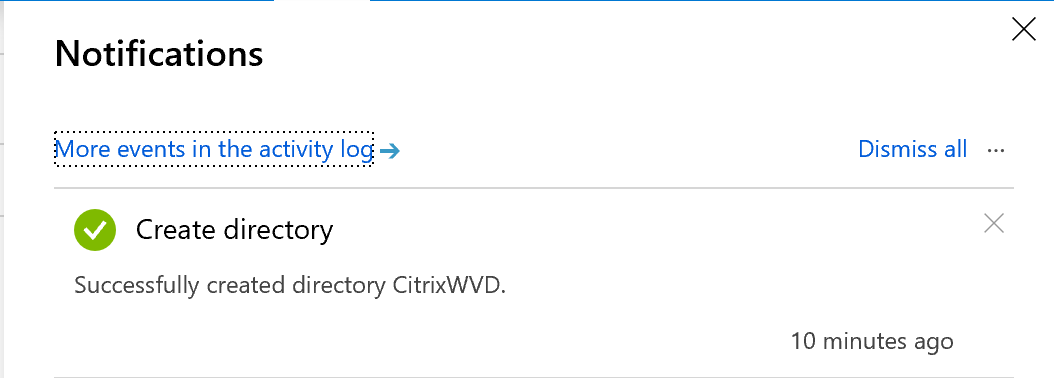 Notifications
More events in the activity log → Dismiss all ...
Create directory
Successfully created directory CitrixWVD.
10 minutes ago